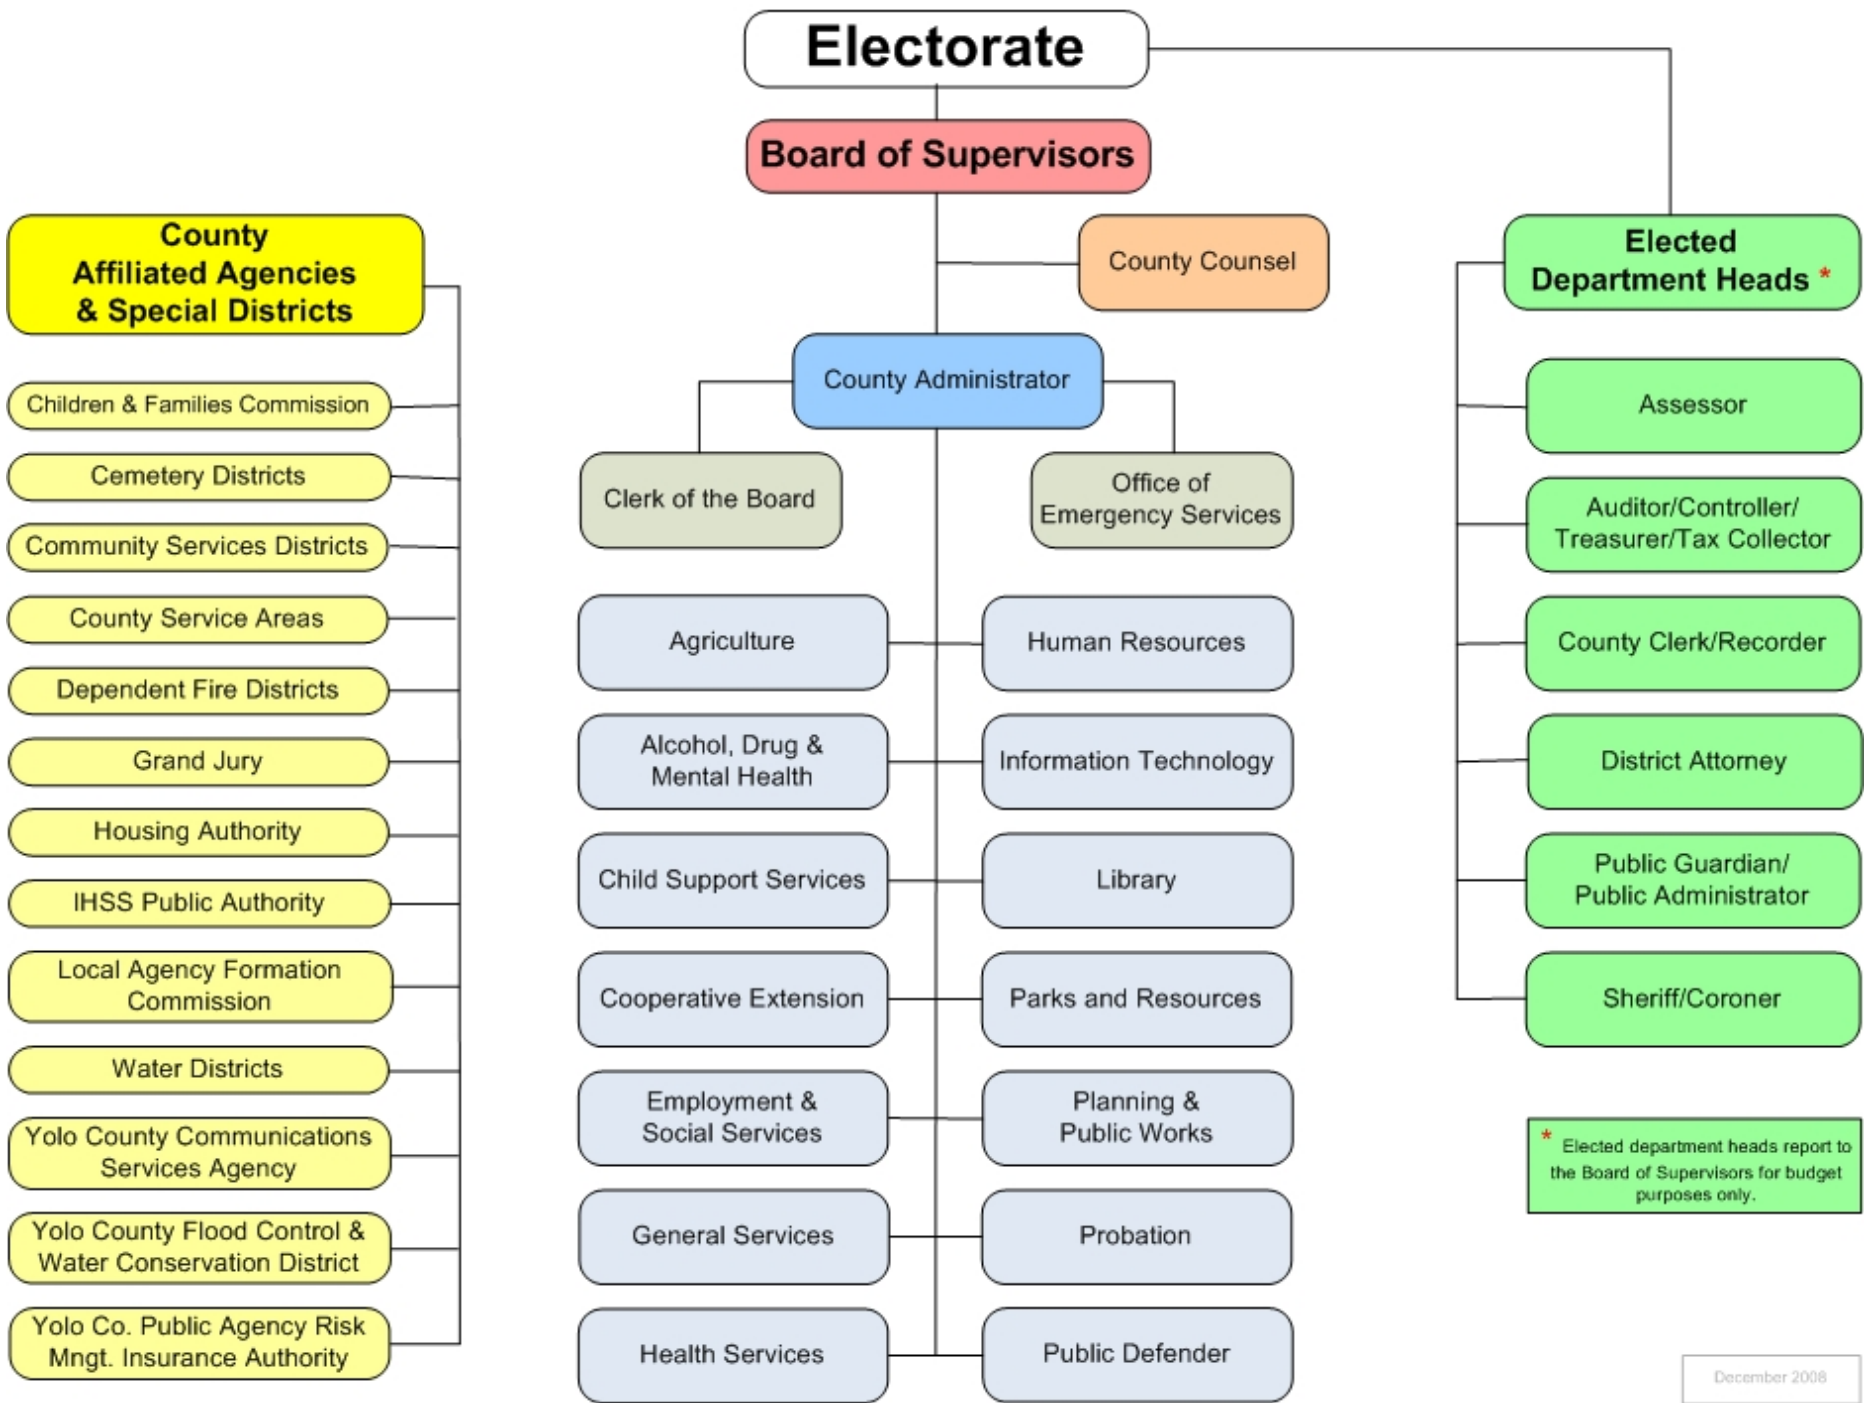 Electorate
Board of Supervisors
County
Affiliated Agencies
& Special Districts
Children & Families Commission
Cemetery Districts
Community Services Districts
County Service Areas
Dependent Fire Districts
Grand Jury
Housing Authority
IHSS Public Authority
Local Agency Formation
Commission
Water Districts
Yolo County Communications
Services Agency
Yolo County Flood Control &
Water Conservation District
Yolo Co. Public Agency Risk
Mngt. Insurance Authority
County Counsel
County Administrator
Clerk of the Board
Office of
Emergency Services
Agriculture
Human Resources
Alcohol, Drug &
Mental Health
Information Technology
Child Support Services
Library
Cooperative Extension
Parks and Resources
Employment &
Social Services
Planning &
Public Works
General Services
Probation
Health Services
Public Defender
Elected
Department Heads *
Assessor
Auditor/Controller/
Treasurer/Tax Collector
County Clerk/Recorder
District Attorney
Public Guardian/
Public Administrator
Sheriff/Coroner
* Elected department heads report to
the Board of Supervisors for budget
purposes only.
December 2008